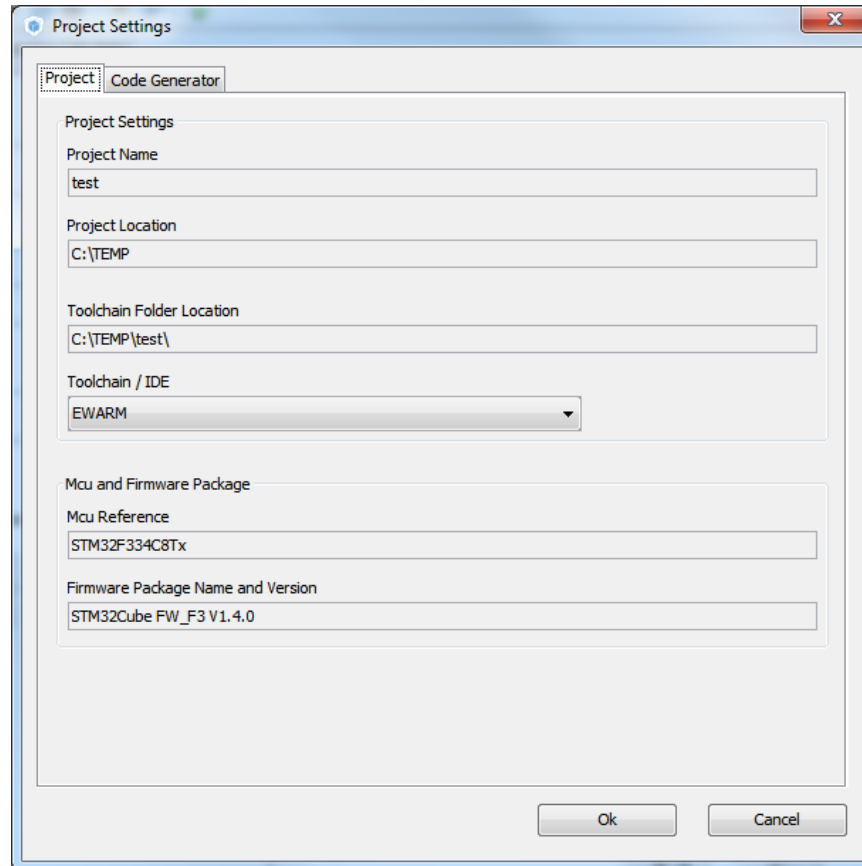 Project Settings
Project
Code Generator
Project Settings
Project Name
test
Project Location
C:\TEMP
Toolchain Folder Location
C:\TEMP\test\
Toolchain / IDE
EWARM
Mcu and Firmware Package
Mcu Reference
STM32F334C8Tx
Firmware Package Name and Version
STM32Cube FW_F3 V1.4.0
Ok
Cancel